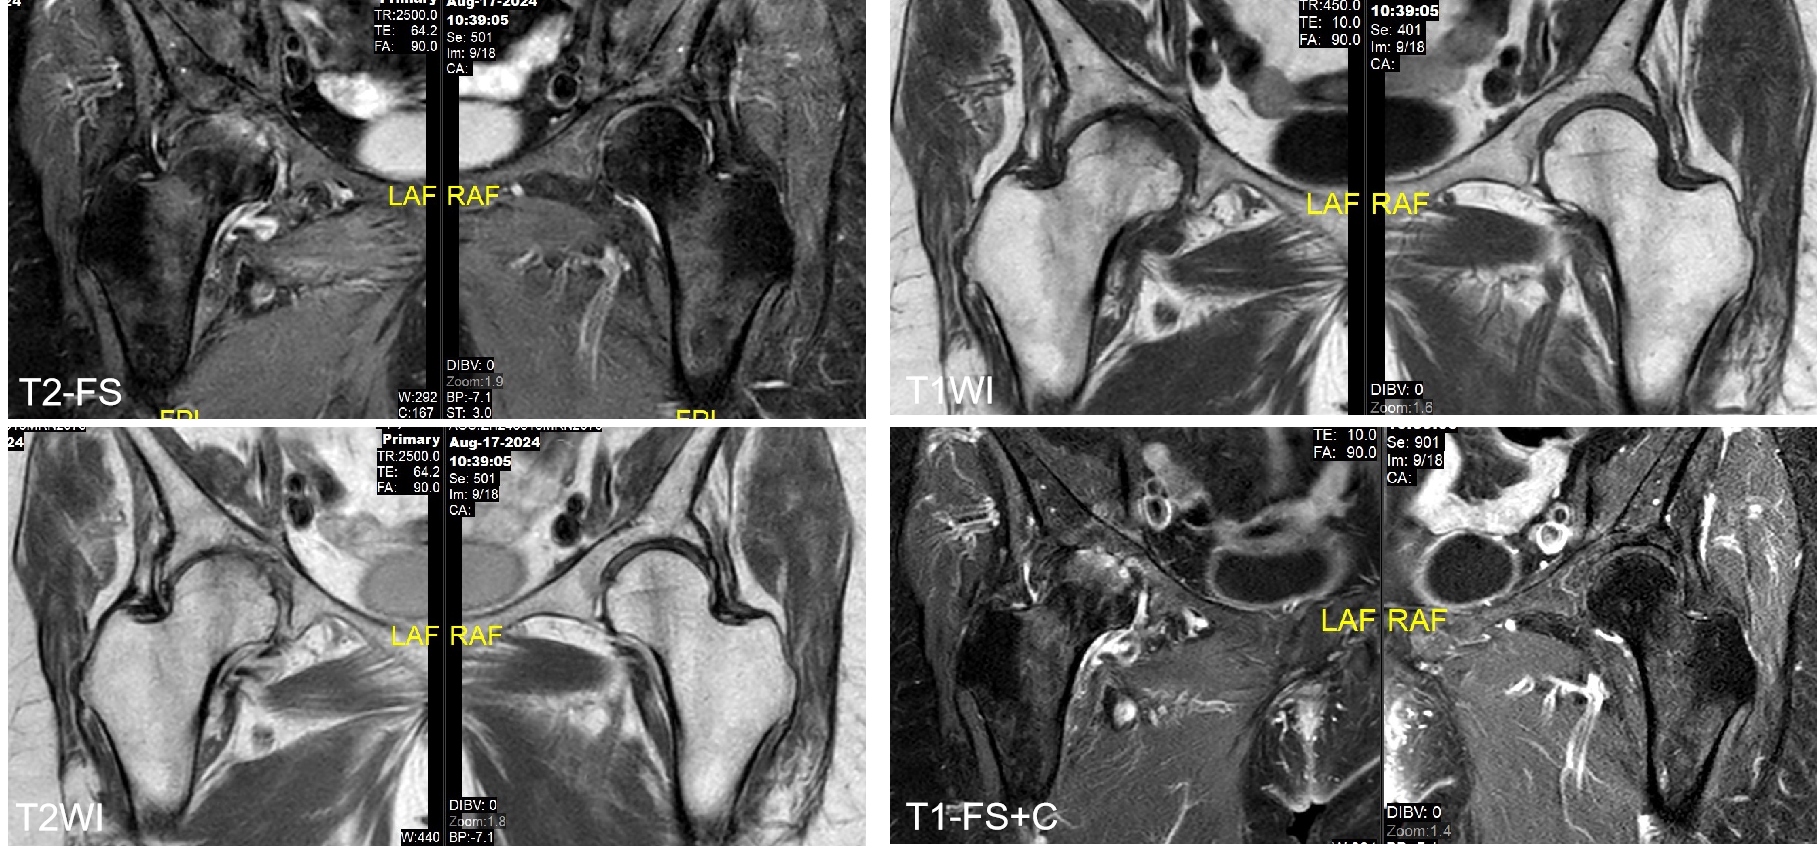 24
Primary
TR:2500.0
TE: 64.2
FA: 90.0
Aug-17-2024
10:39:05
Se: 501
Im: 9/18
CA:
LAF
RAF
DIBV: 0
Zoom:1.9
BP:-7.1
ST: 3.0
W:292
C:167
T2-FS
FPI
FPI
TR:450.0
TE: 10.0
FA: 90.0
10:39:05
Se: 401
Im: 9/18
CA:
LAF
RAF
DIBV: 0
Zoom:1.6
T1WI
24
Primary
TR:2500.0
TE: 64.2
FA: 90.0
Aug-17-2024
10:39:05
Se: 501
Im: 9/18
CA:
LAF
RAF
DIBV: 0
Zoom:1.8
BP:-7.1
W:440
T2WI
TE: 10.0
FA: 90.0
Se: 901
Im: 9/18
CA:
LAF
RAF
DIBV: 0
Zoom:1.4
T1-FS+C